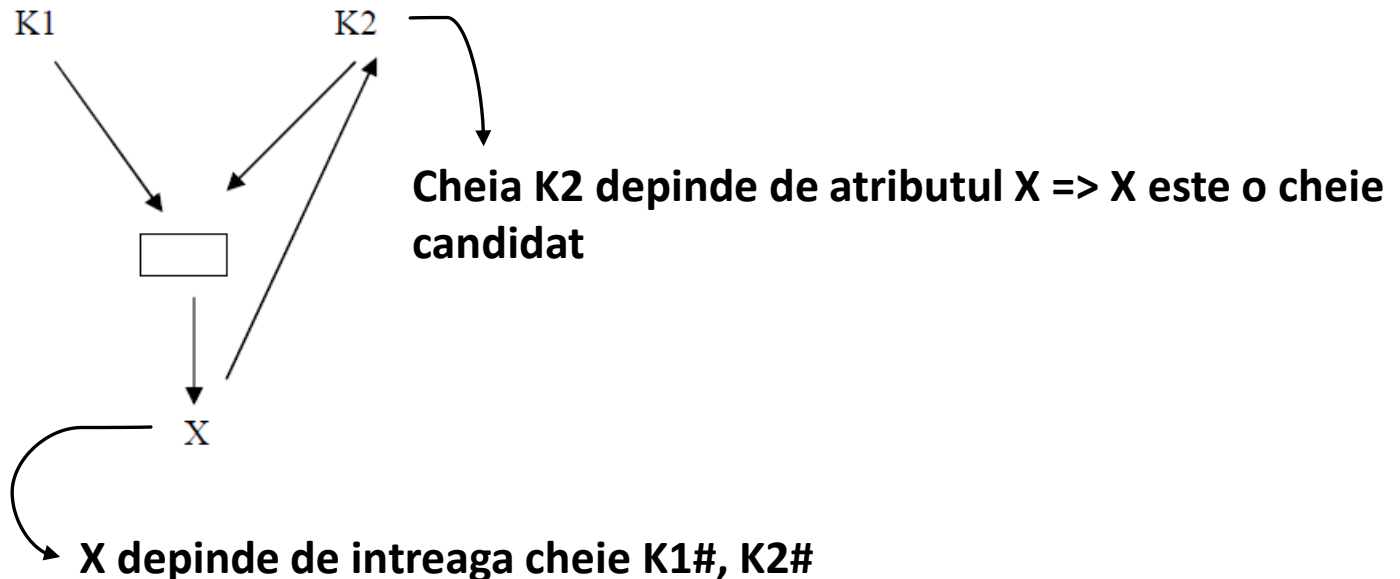 K1 K2
Cheia K2 depinde de atributul X => X este o cheie
candidat
X
X depinde de intreaga cheie K1#, K2#